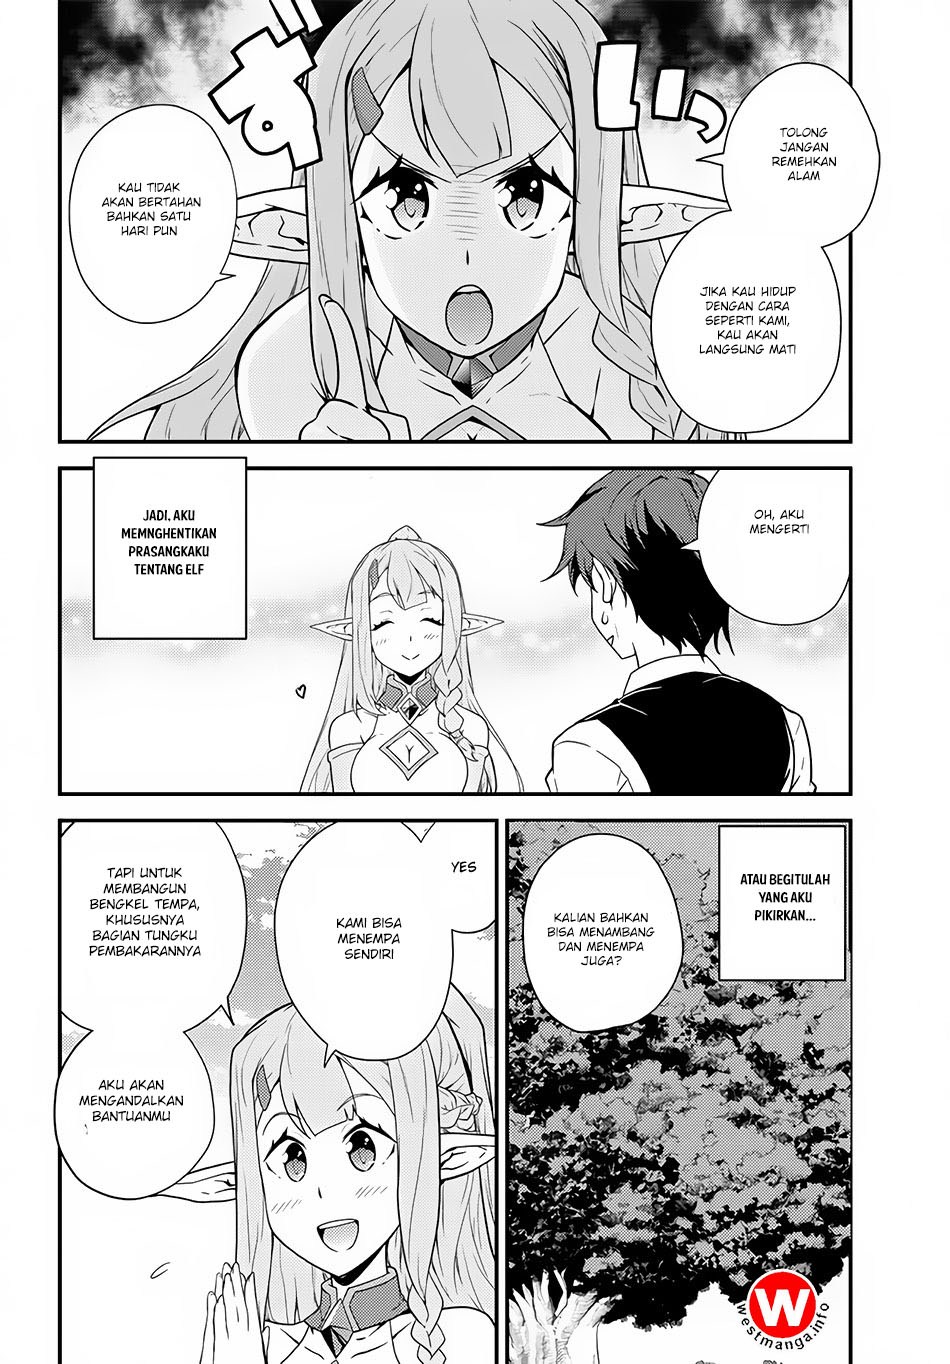 ず
いっ
TOLONG
JANGAN
REMEHKAN
ALAM
JIKA KAU HIDUP
DENGAN CARA
SEPERTI KAMI,
KAU AKAN
LANGSUNG MATI
KAU TIDAK
AKAN BERTAHAN
BAHKAN SATU
HARI PUN
OH, AKU
MENGERTI
JADI, AKU
MEMNGHENTIKAN
PRASANGKAKU
TENTANG ELF
ATAU BEGITULAH
YANG AKU
PIKIRKAN...
KALIAN BAHKAN
BISA MENAMBANG
DAN MENEMPA
JUGA?
YES
KAMI BISA
MENEMPA
SENDIRI
TAPI UNTUK
MEMBANGUN
BENGKEL TEMPA,
KHUSUSNYA
BAGIAN TUNGKU
PEMBAKARANNYA
AKU AKAN
MENGANDALKAN
BANTUANMU
W
westmanga.info